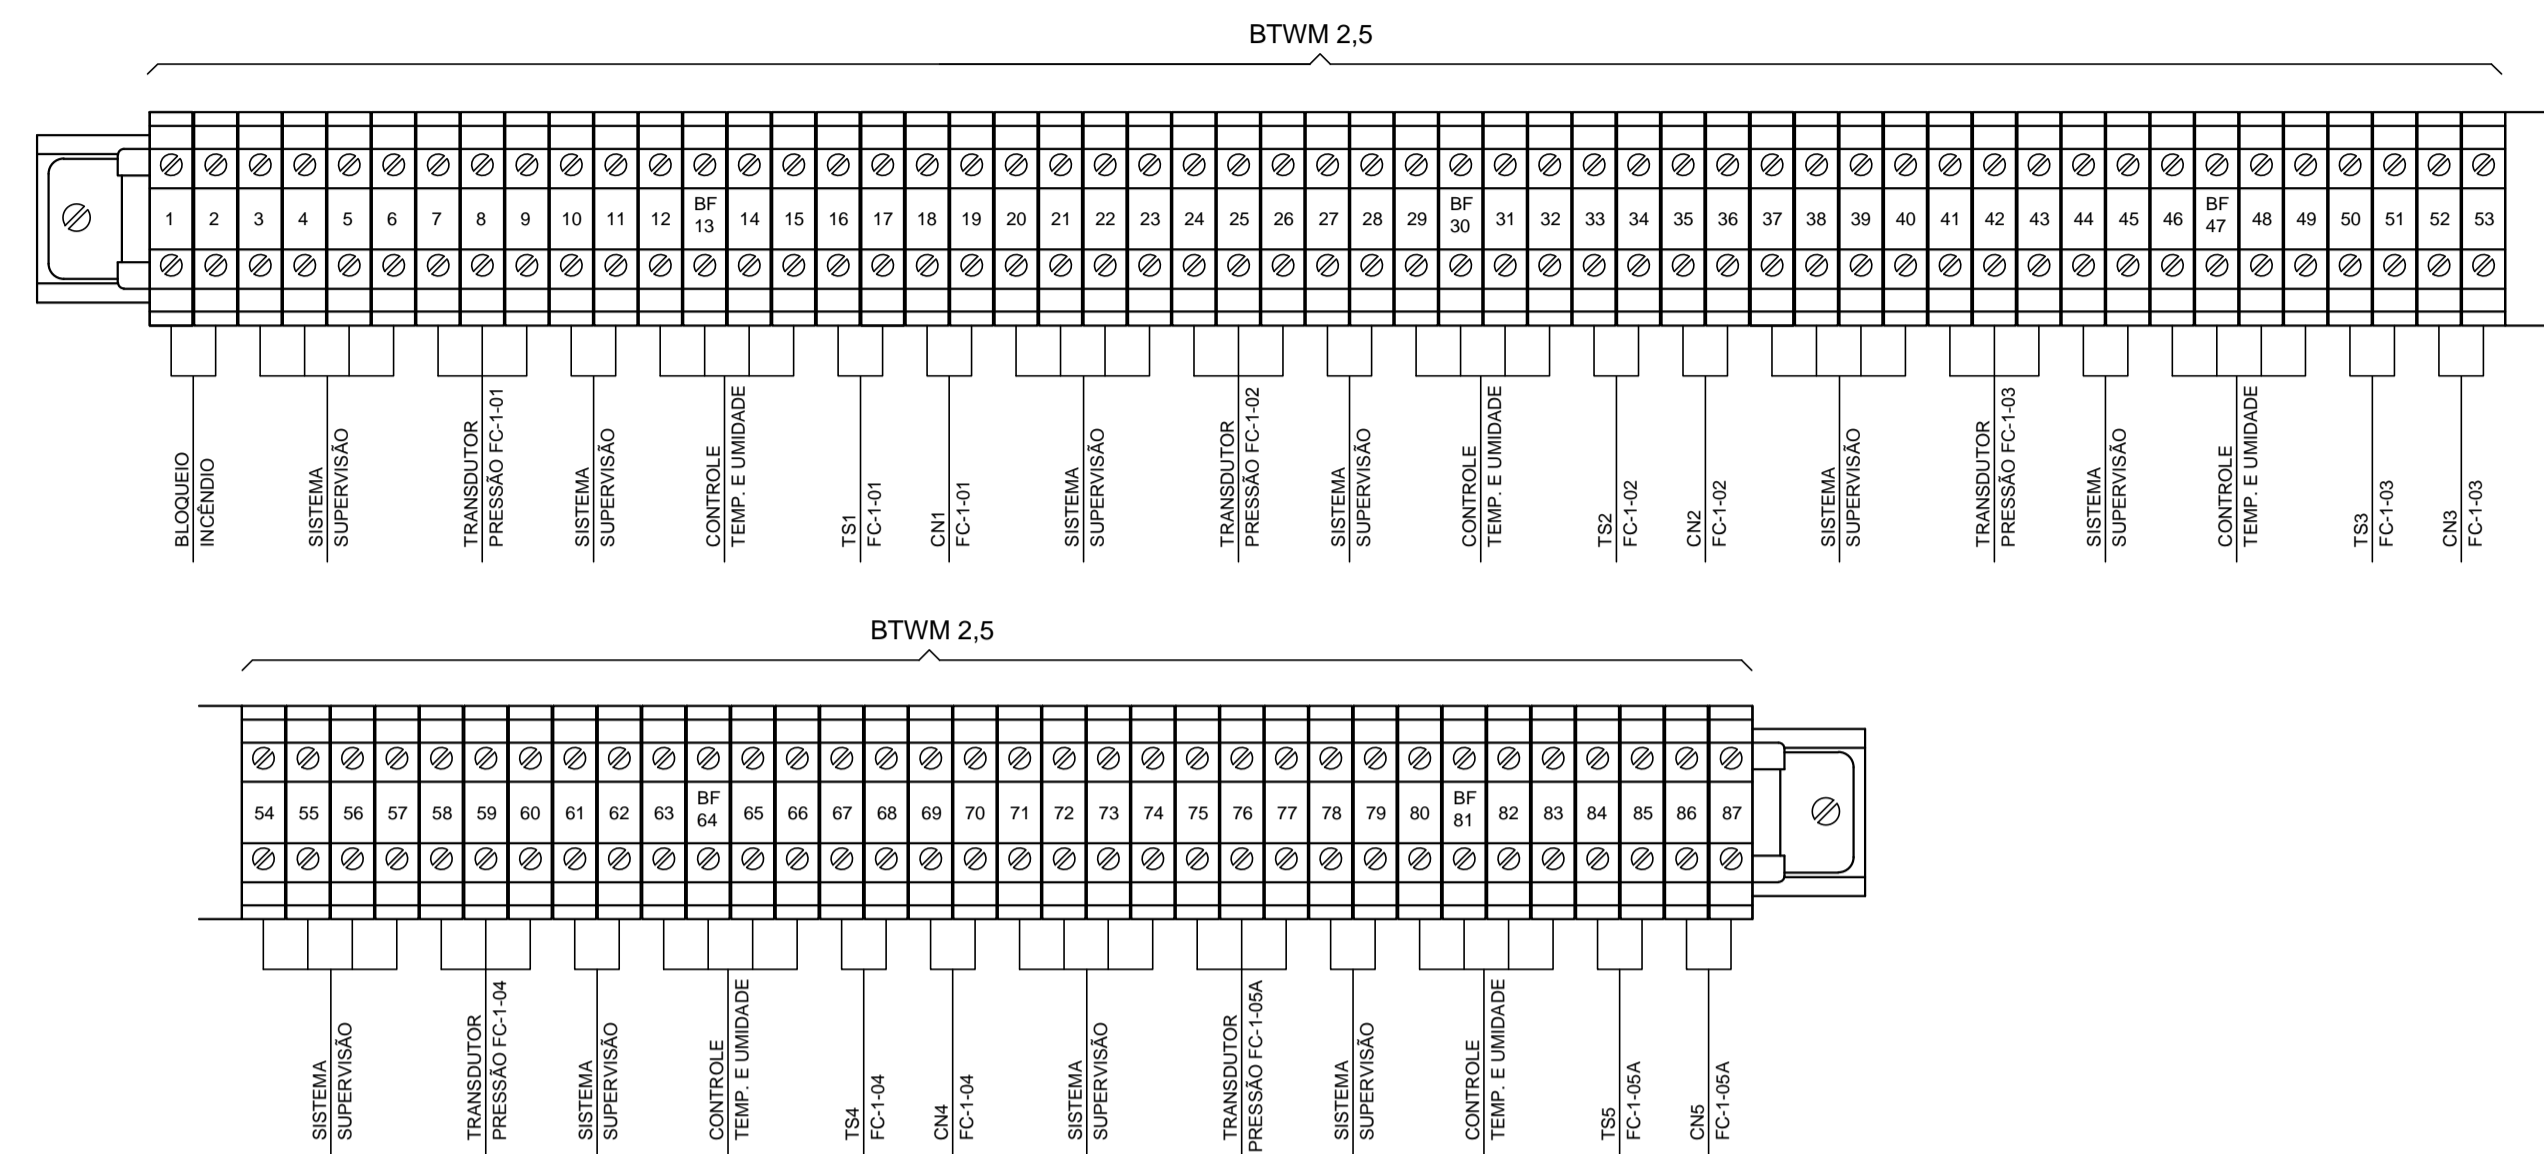 BTWM 2,5
1 2 3 4 5 6 7 8 9 10 11 12 BF 13 14 15 16 17 18 19 20 21 22 23 24 25 26 27 28 29 BF 30 31 32 33 34 35 36 37 38 39 40 41 42 43 44 45 46 BF 47 48 49 50 51 52 53
BLOQUEIO
INCÊNDIO
SISTEMA
SUPERVISÃO
TRANSDUTOR
PRESSÃO FC-1-01
SISTEMA
SUPERVISÃO
CONTROLE
TEMP. E UMIDADE
TS1
FC-1-01
CN1
FC-1-01
SISTEMA
SUPERVISÃO
TRANSDUTOR
PRESSÃO FC-1-02
SISTEMA
SUPERVISÃO
CONTROLE
TEMP. E UMIDADE
TS2
FC-1-02
CN2
FC-1-02
SISTEMA
SUPERVISÃO
TRANSDUTOR
PRESSÃO FC-1-03
SISTEMA
SUPERVISÃO
CONTROLE
TEMP. E UMIDADE
TS3
FC-1-03
CN3
FC-1-03
BTWM 2,5
54 55 56 57 58 59 60 61 62 63 BF 64 65 66 67 68 69 70 71 72 73 74 75 76 77 78 79 80 BF 81 82 83 84 85 86 87
SISTEMA
SUPERVISÃO
TRANSDUTOR
PRESSÃO FC-1-04
SISTEMA
SUPERVISÃO
CONTROLE
TEMP. E UMIDADE
TS4
FC-1-04
CN4
FC-1-04
SISTEMA
SUPERVISÃO
TRANSDUTOR
PRESSÃO FC-1-05A
SISTEMA
SUPERVISÃO
CONTROLE
TEMP. E UMIDADE
TS5
FC-1-05A
CN5
FC-1-05A